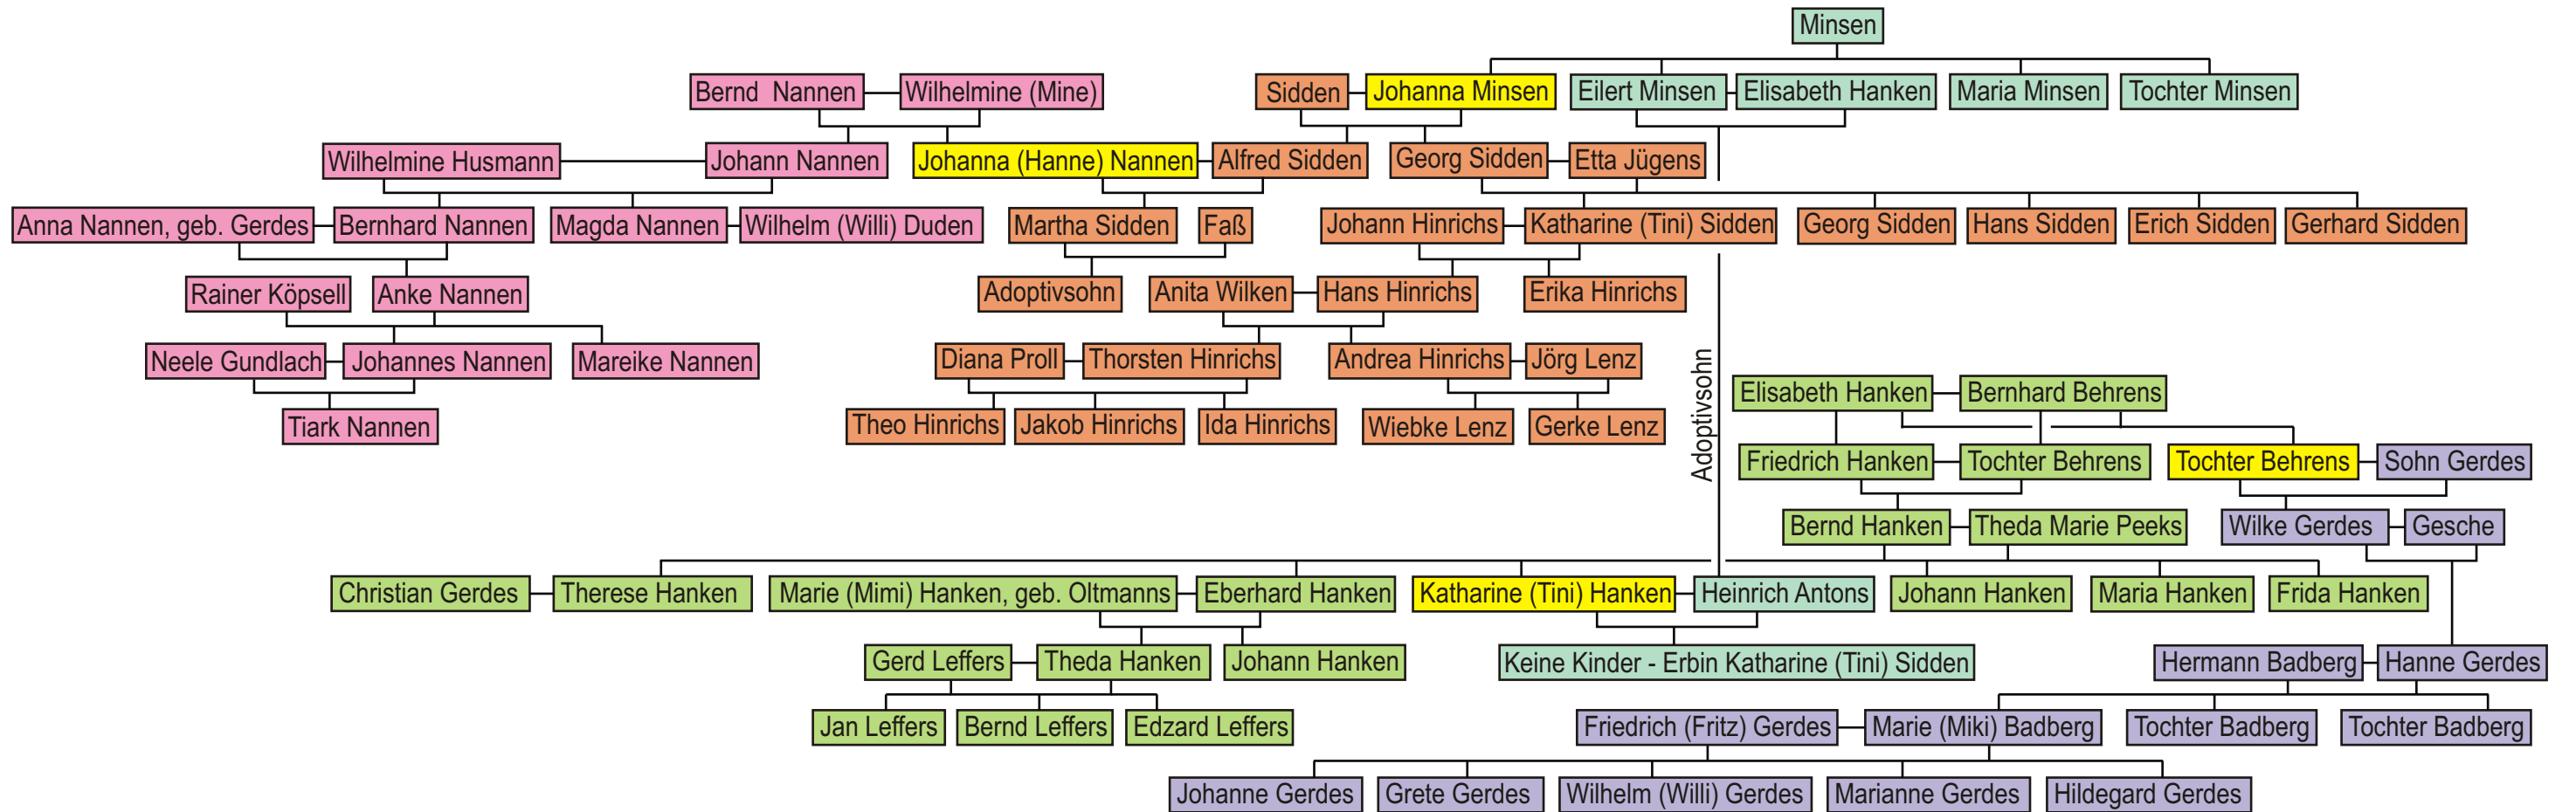 Minsen
Bernd Nannen
Wilhelmine (Mine)
Sidden
Johanna Minsen
Eilert Minsen
Elisabeth Hanken
Maria Minsen
Tochter Minsen
Wilhelmine Husmann
Johann Nannen
Johanna (Hanne) Nannen
Alfred Sidden
Georg Sidden
Etta Jügens
Anna Nannen, geb. Gerdes
Bernhard Nannen
Magda Nannen
Wilhelm (Willi) Duden
Martha Sidden
Faß
Johann Hinrichs
Katharine (Tini) Sidden
Georg Sidden
Hans Sidden
Erich Sidden
Gerhard Sidden
Rainer Köpsell
Anke Nannen
Adoptivsohn
Anita Wilken
Hans Hinrichs
Erika Hinrichs
Neele Gundlach
Johannes Nannen
Mareike Nannen
Diana Proll
Thorsten Hinrichs
Andrea Hinrichs
Jörg Lenz
Adoptivsohn
Elisabeth Hanken
Bernhard Behrens
Tiark Nannen
Theo Hinrichs
Jakob Hinrichs
Ida Hinrichs
Wiebke Lenz
Gerke Lenz
Friedrich Hanken
Tochter Behrens
Tochter Behrens
Sohn Gerdes
Bernd Hanken
Theda Marie Peeks
Wilke Gerdes
Gesche
Christian Gerdes
Therese Hanken
Marie (Mimi) Hanken, geb. Oltmanns
Eberhard Hanken
Katharine (Tini) Hanken
Heinrich Antons
Johann Hanken
Maria Hanken
Frida Hanken
Gerd Leffers
Theda Hanken
Johann Hanken
Keine Kinder - Erbin Katharine (Tini) Sidden
Hermann Badberg
Hanne Gerdes
Jan Leffers
Bernd Leffers
Edzard Leffers
Friedrich (Fritz) Gerdes
Marie (Miki) Badberg
Tochter Badberg
Tochter Badberg
Johanne Gerdes
Grete Gerdes
Wilhelm (Willi) Gerdes
Marianne Gerdes
Hildegard Gerdes